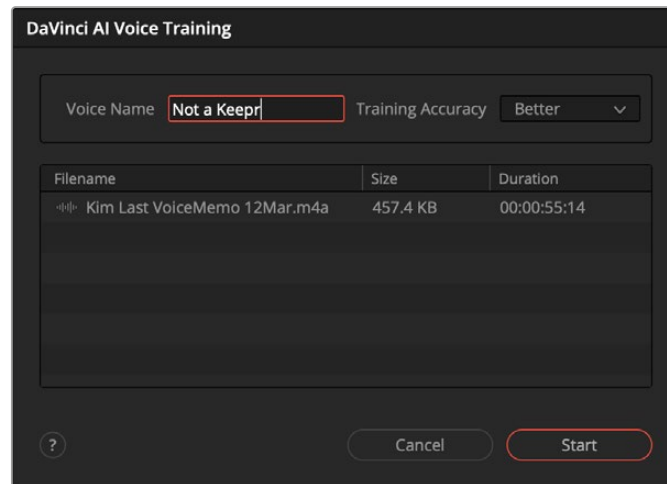 DaVinci AI Voice Training
Voice Name Not a Keepr Training Accuracy Better
Filename Size Duration
Kim Last VoiceMemo 12Mar.m4a 457.4 KB 00:00:55:14
? Cancel Start